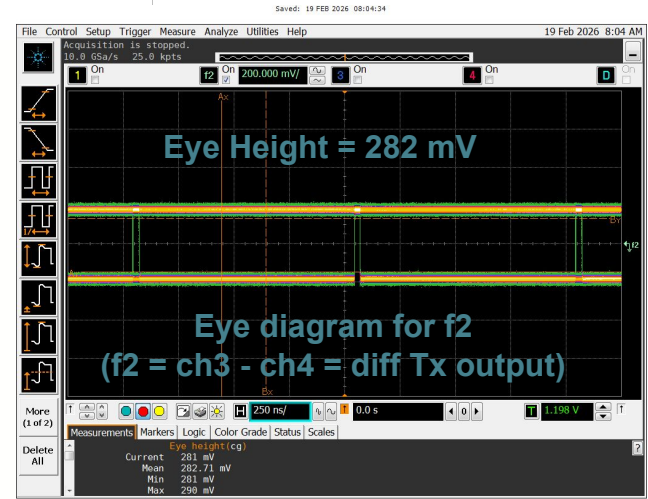 Saved: 19 FEB 2026 08:04:34
File Control Setup Trigger Measure Analyze Utilities Help 19 Feb 2026 8:04 AM
Acquisition is stopped.
10.0 GSa/s 25.0 kpts
1 On f2 On 200.000 mV/ 3 On 4 On D On
Ax
Eye Height = 282 mV
By
f2
Ay
Eye diagram for f2
(f2 = ch3 - ch4 = diff Tx output)
Bx
More
(1 of 2)
Delete
All
H 250 ns/ 0.0 s 0 T 1.198 V
Measurements Markers Logic Color Grade Status Scales
Eye height(cg)
Current 281 mV
Mean 282.71 mV
Min 281 mV
Max 290 mV
?